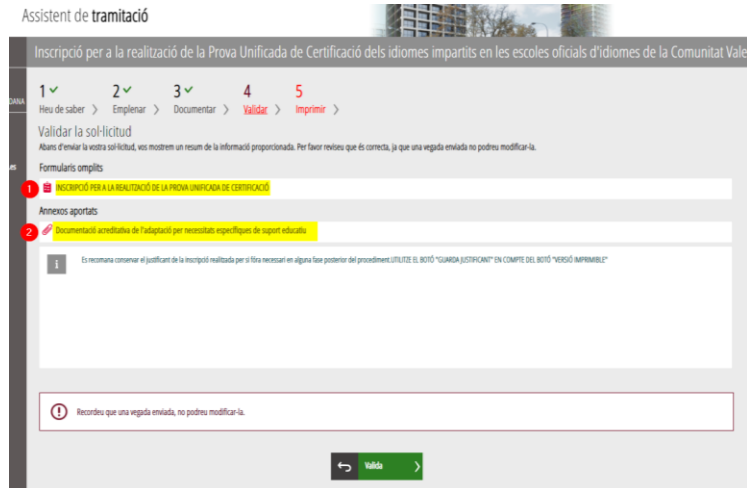 Assistent de tramitació
Inscripció per a la realització de la Prova Unificada de Certificació dels idiomes impartits en les escoles oficials d'idiomes de la Comunitat Vale
DANA
1 2 3 4 5
Heu de saber Emplenar Documentar Validar Imprimir
Validar la sol·licitud
Abans d'enviar la vostra sol·licitud, vos mostrem un resum de la informació proporcionada. Per favor reviseu que és correcta, ja que una vegada enviada no podreu modificar-la.
Formularis omplits
1 INSCRIPCIÓ PER A LA REALITZACIÓ DE LA PROVA UNIFICADA DE CERTIFICACIÓ
Annexos aportats
2 Documentació acreditativa de l'adaptació per necessitats específiques de suport educatiu
i Es recomana conservar el justificant de la inscripció realitzada per si fóra necessari en alguna fase posterior del procediment.UTILITZE EL BOTÓ "GUARDA JUSTIFICANT" EN COMPTE DEL BOTÓ "VERSIÓ IMPRIMIBLE"
Recordeu que una vegada enviada, no podreu modificar-la.
Valida